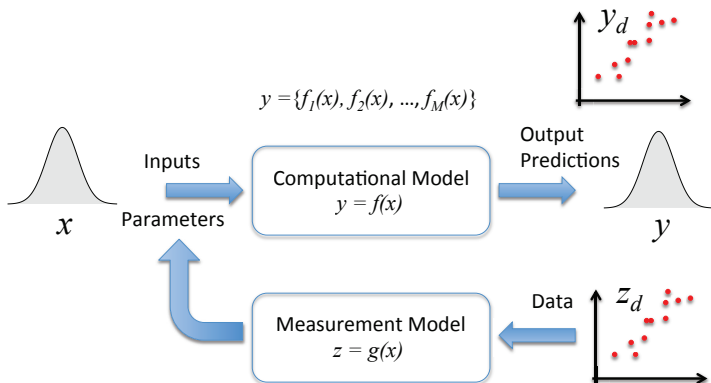 y_d
y = {f_1(x), f_2(x), ..., f_M(x)}
Inputs
Parameters
x
Computational Model
y = f(x)
Output
Predictions
y
Measurement Model
z = g(x)
Data
z_d